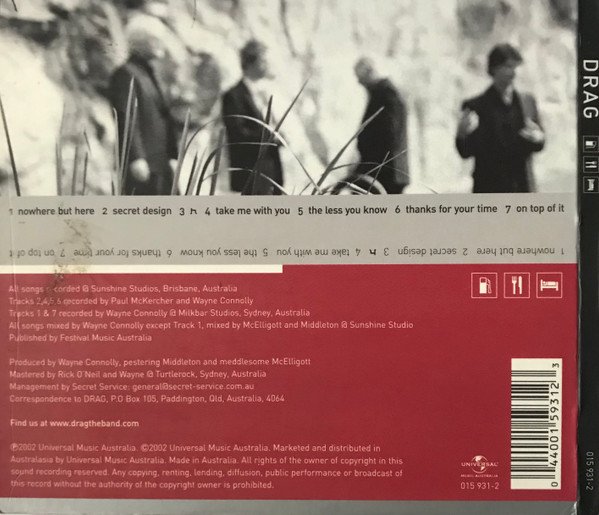 1 nowhere but here 2 secret design 3 4 take me with you 5 the less you know 6 thanks for your time 7 on top of it
1 nowhere but here 2 secret design 3 4 take me with you 5 the less you know 6 thanks for your time 7 on top of it
All songs recorded @ Sunshine Studios, Brisbane, Australia
Tracks 2,4,5 6 recorded by Paul McKercher and Wayne Connolly
Tracks 1 & 7 recorded by Wayne Connolly @ Milkbar Studios, Sydney, Australia
All songs mixed by Wayne Connolly except Track 1, mixed by McElligott and Middleton @ Sunshine Studio
Published by Festival Music Australia
Produced by Wayne Connolly, pestering Middleton and meddlesome McElligott
Mastered by Rick O'Neil and Wayne @ Turtlerock, Sydney, Australia
Management by Secret Service: general@secret-service.com.au
Correspondence to DRAG, P.O Box 105, Paddington, Qld, Australia, 4064
Find us at www.dragtheband.com
℗2002 Universal Music Australia. ©2002 Universal Music Australia. Marketed and distributed in
Australasia by Universal Music Australia. Made in Australia. All rights of the owner of copyright in this
sound recording reserved. Any copying, renting, lending, diffusion, public performance or broadcast of
this record without the authority of the copyright owner is prohibited.
UNIVERSAL
015 931-2
0 44001 59312 3
DRAG
015 931-2